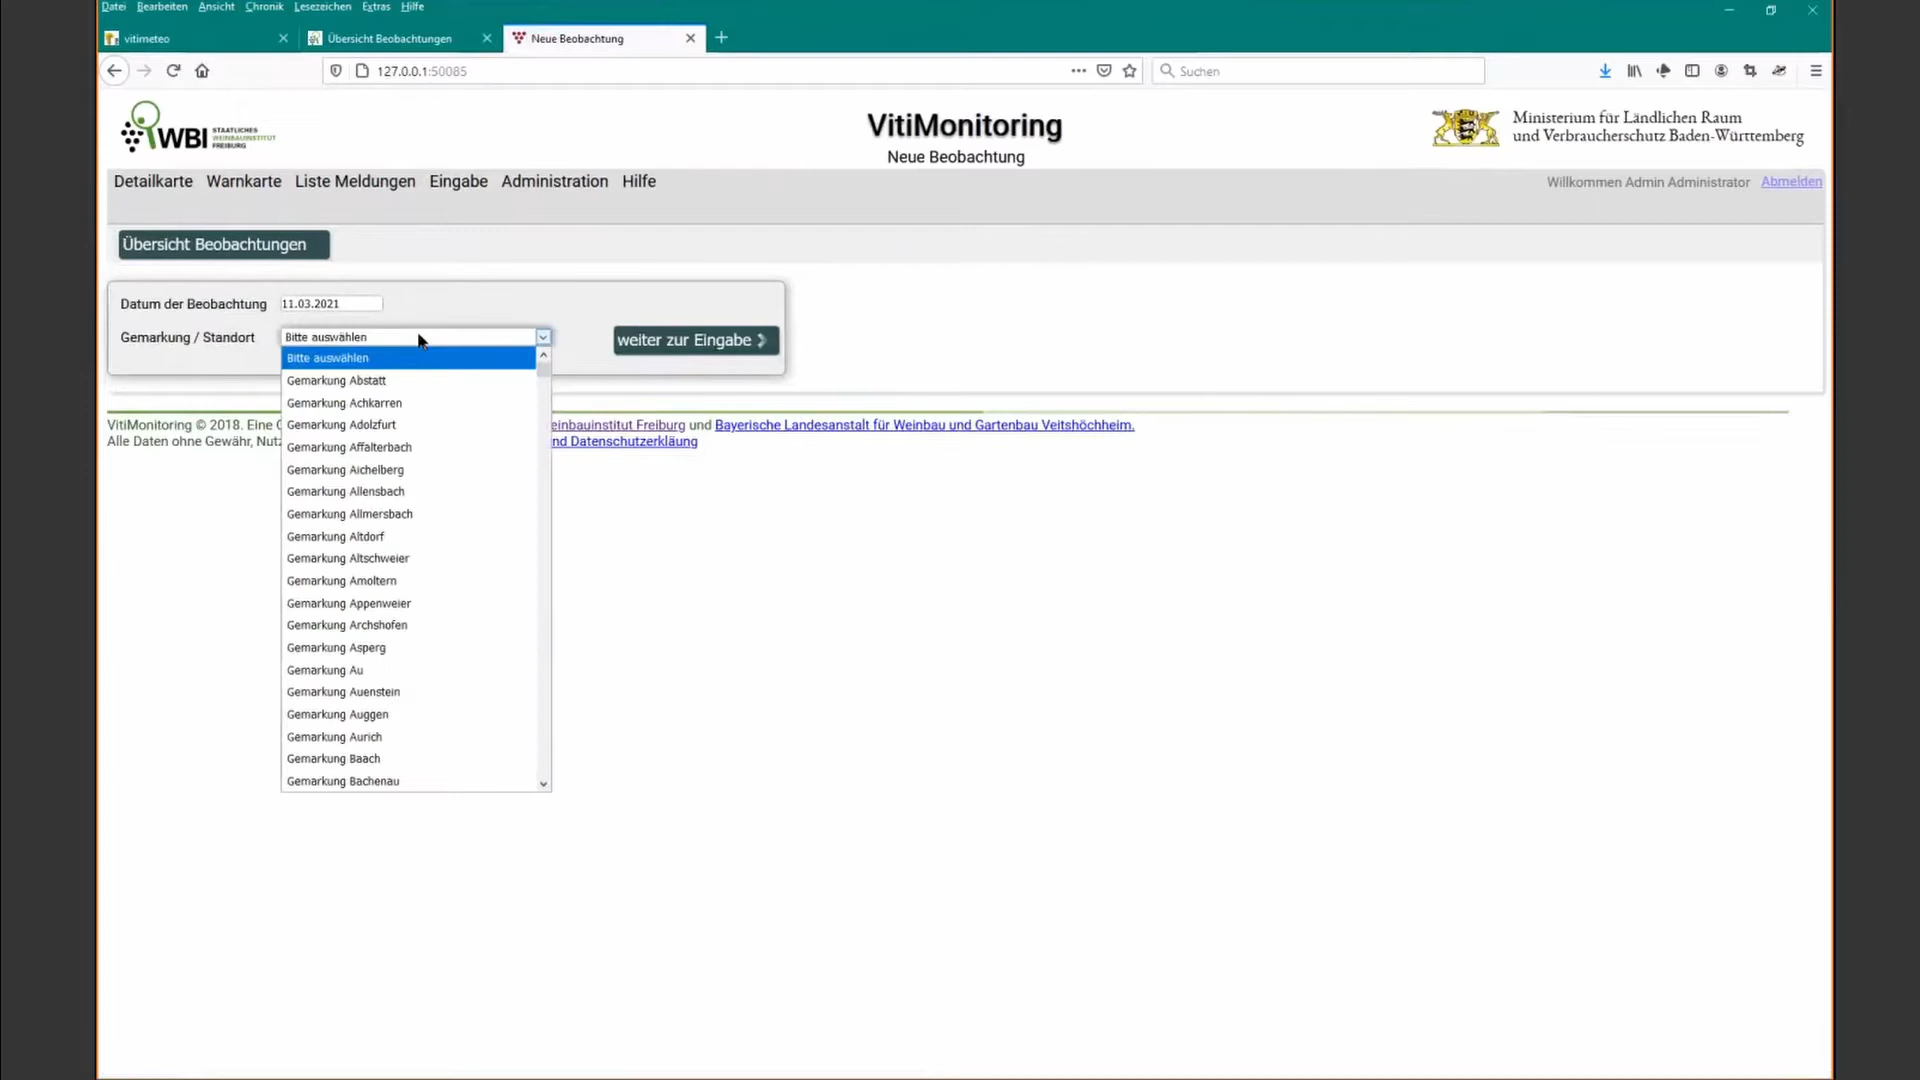 Datei Bearbeiten Ansicht Chronik Lesezeichen Extras Hilfe
vitimeteo Übersicht Beobachtungen Neue Beobachtung
127.0.0.1:50085 Suchen
WBI STAATLICHES WEINBAUINSTITUT FREIBURG
VitiMonitoring
Neue Beobachtung
Ministerium für Ländlichen Raum
und Verbraucherschutz Baden-Württemberg
Detailkarte Warnkarte Liste Meldungen Eingabe Administration Hilfe Willkommen Admin Administrator Abmelden
Übersicht Beobachtungen
Datum der Beobachtung 11.03.2021
Gemarkung / Standort Bitte auswählen weiter zur Eingabe
Bitte auswählen
Gemarkung Abstatt
Gemarkung Achkarren
Gemarkung Adolzfurt
Gemarkung Affalterbach
Gemarkung Aichelberg
Gemarkung Allensbach
Gemarkung Allmersbach
Gemarkung Altdorf
Gemarkung Altschweier
Gemarkung Amoltern
Gemarkung Appenweier
Gemarkung Archshofen
Gemarkung Asperg
Gemarkung Au
Gemarkung Auenstein
Gemarkung Auggen
Gemarkung Aurich
Gemarkung Baach
Gemarkung Bachenau
VitiMonitoring © 2018. Eine einbauinstitut Freiburg und Bayerische Landesanstalt für Weinbau und Gartenbau Veitshöchheim.
Alle Daten ohne Gewähr, Nutz nd Datenschutzerkläung